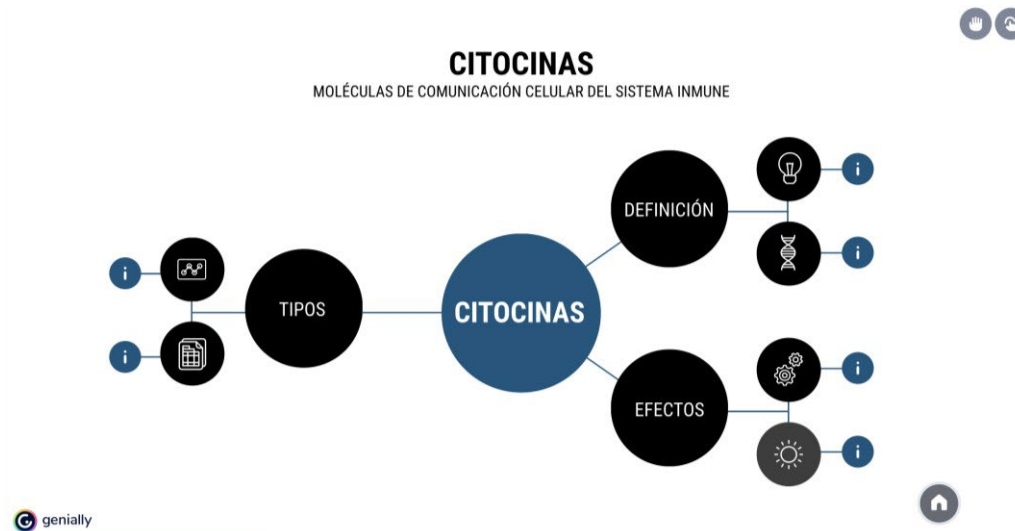 CITOCINAS
MOLÉCULAS DE COMUNICACIÓN CELULAR DEL SISTEMA INMUNE
DEFINICIÓN
i
i
TIPOS
i
i
CITOCINAS
EFECTOS
i
i
genially